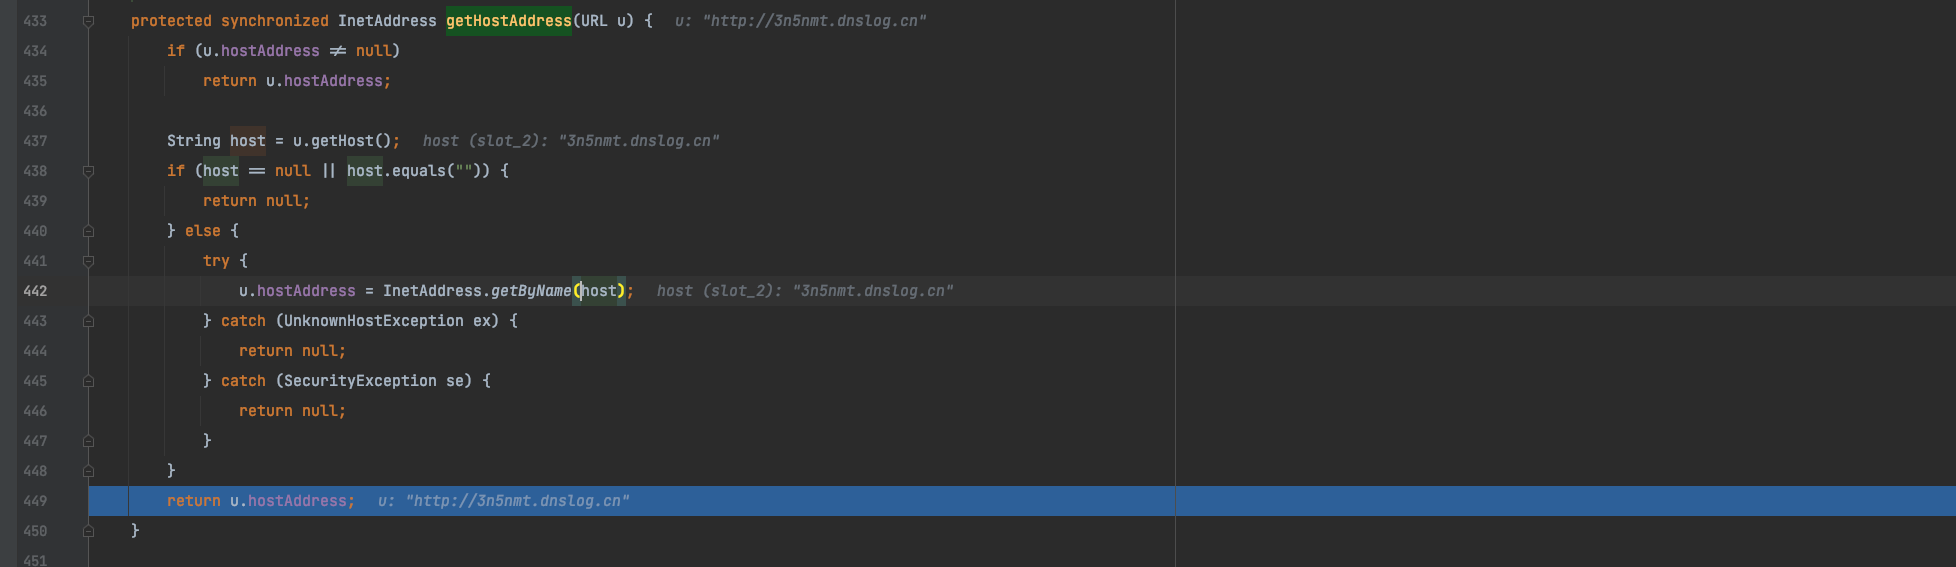 433 protected synchronized InetAddress getHostAddress(URL u) { u: "http://3n5nmt.dnslog.cn"
434 if (u.hostAddress ≠ null)
435 return u.hostAddress;
436
437 String host = u.getHost(); host (slot_2): "3n5nmt.dnslog.cn"
438 if (host == null || host.equals("")) {
439 return null;
440 } else {
441 try {
442 u.hostAddress = InetAddress.getByName(host); host (slot_2): "3n5nmt.dnslog.cn"
443 } catch (UnknownHostException ex) {
444 return null;
445 } catch (SecurityException se) {
446 return null;
447 }
448 }
449 return u.hostAddress; u: "http://3n5nmt.dnslog.cn"
450 }
451